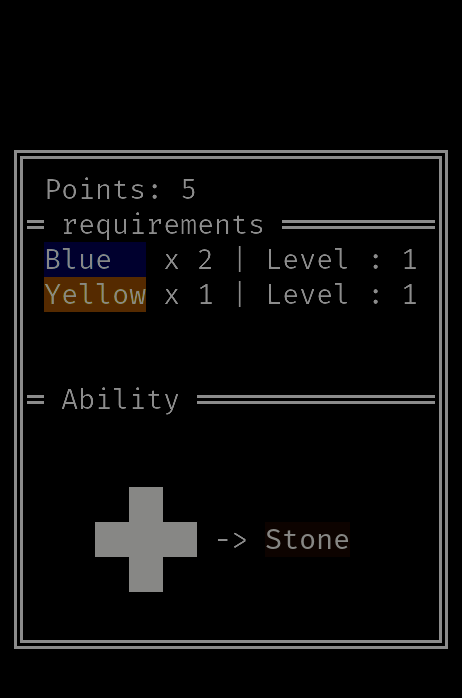 Points: 5
requirements
Blue x 2 | Level : 1
Yellow x 1 | Level : 1
Ability
-> Stone